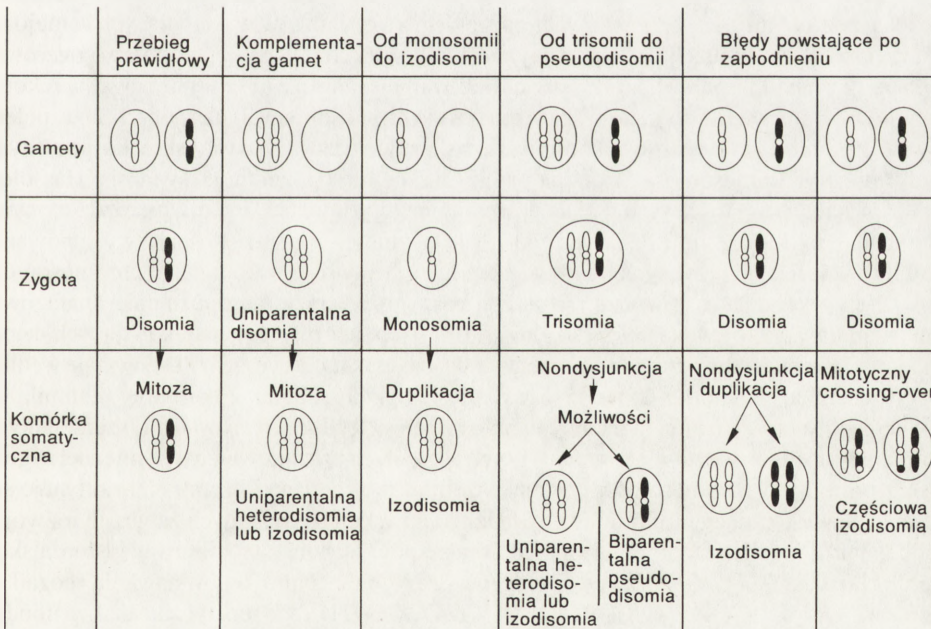 Przebieg
prawidłowy
Komplementa-
cja gamet
Od monosomii
do izodisomii
Od trisomii do
pseudodisomii
Błędy powstające po
zapłodnieniu
Gamety
Zygota
Disomia
Uniparentalna
disomia
Monosomia
Trisomia
Disomia
Disomia
Komórka
somaty-
czna
Mitoza
Mitoza
Uniparentalna
heterodisomia
lub izodisomia
Duplikacja
Izodisomia
Nondysjunkcja
Możliwości
Uniparen-
talna he-
terodiso-
mia lub
izodisomia
Biparen-
talna
pseudo-
disomia
Nondysjunkcja
i duplikacja
Izodisomia
Mitotyczny
crossing-over
Częściowa
izodisomia